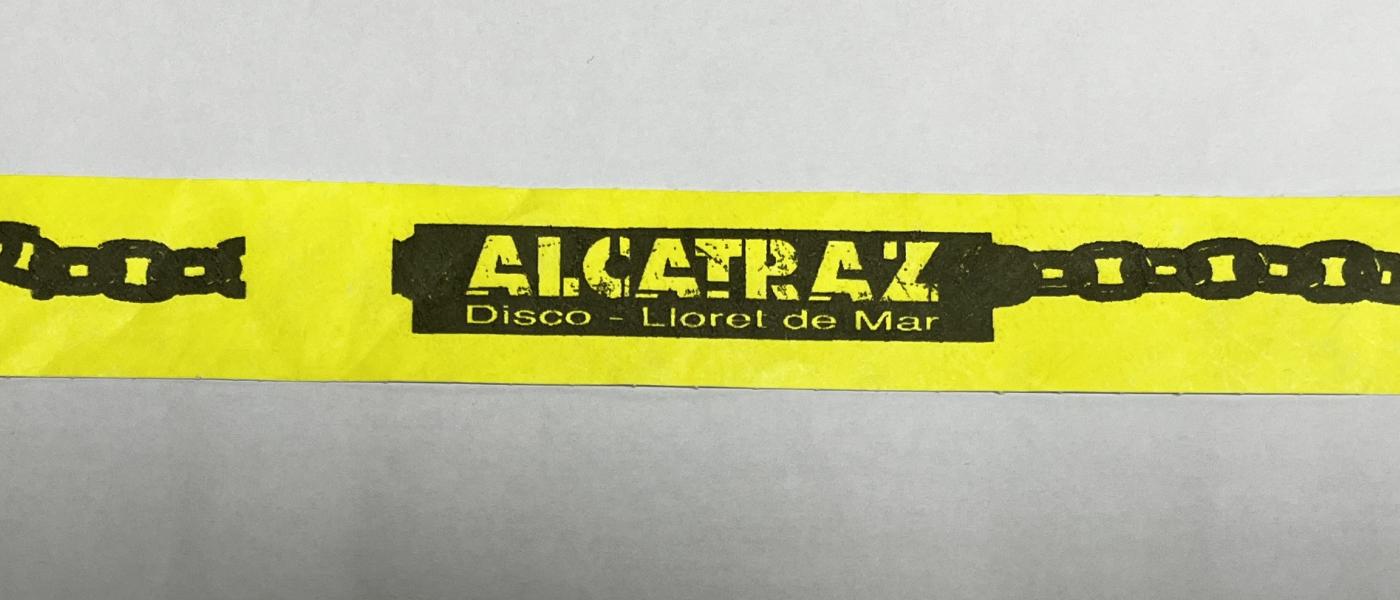 ALCATRAZ
Disco - Lloret de Mar